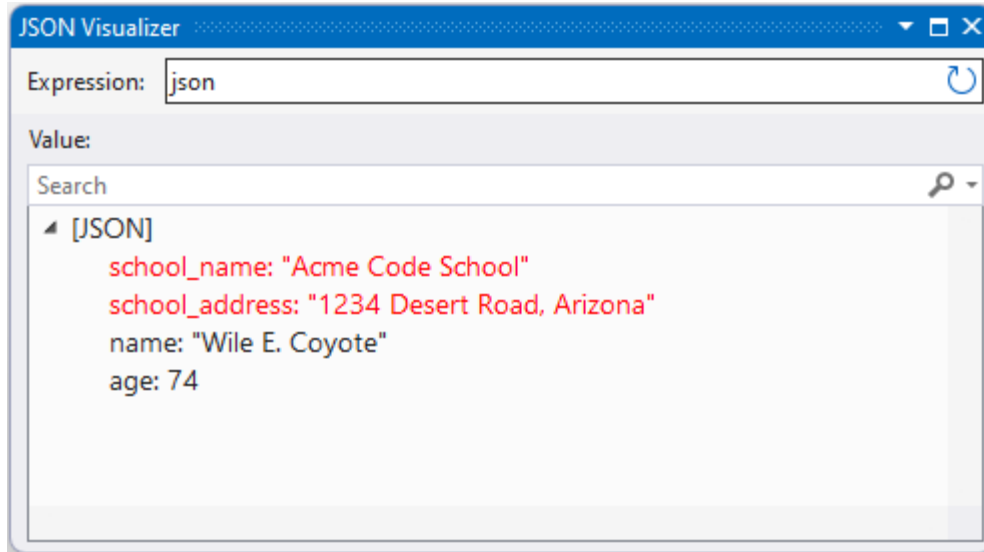 JSON Visualizer
Expression: json
Value:
Search
[JSON]
school_name: "Acme Code School"
school_address: "1234 Desert Road, Arizona"
name: "Wile E. Coyote"
age: 74